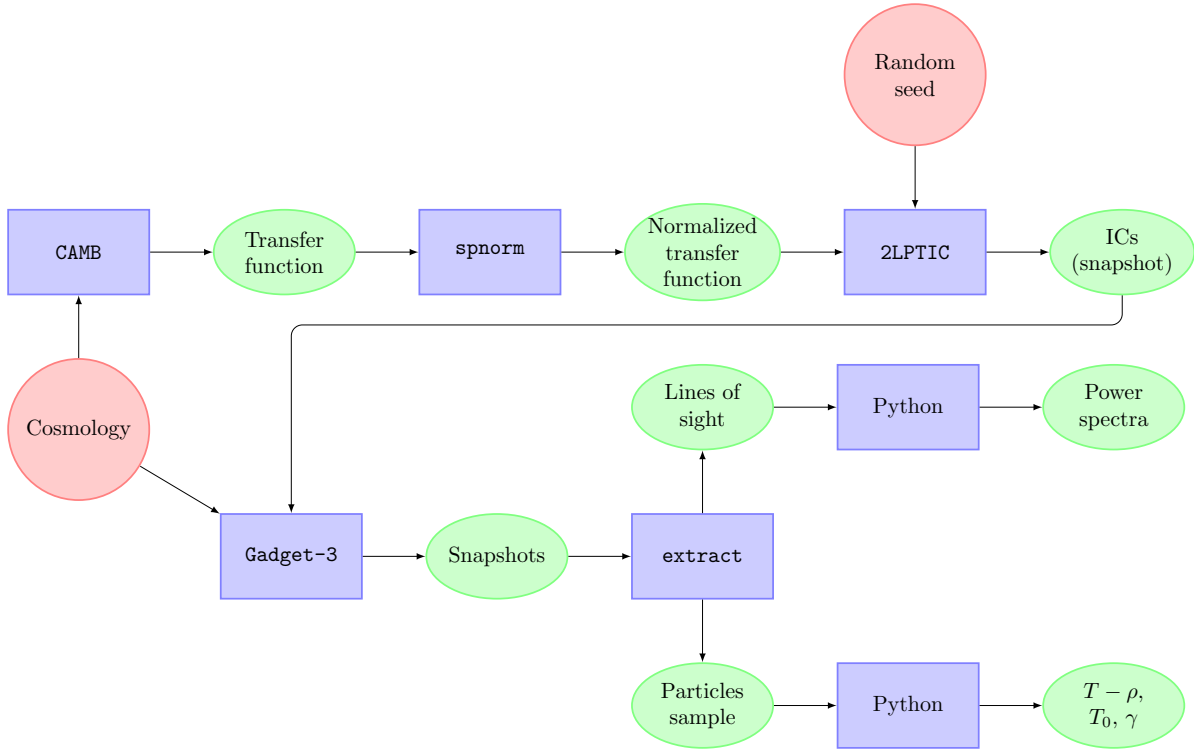 Random
seed
CAMB
Transfer
function
spnorm
Normalized
transfer
function
2LPTIC
ICs
(snapshot)
Cosmology
Lines of
sight
Python
Power
spectra
Gadget-3
Snapshots
extract
Particles
sample
Python
T − ρ,
T₀, γ